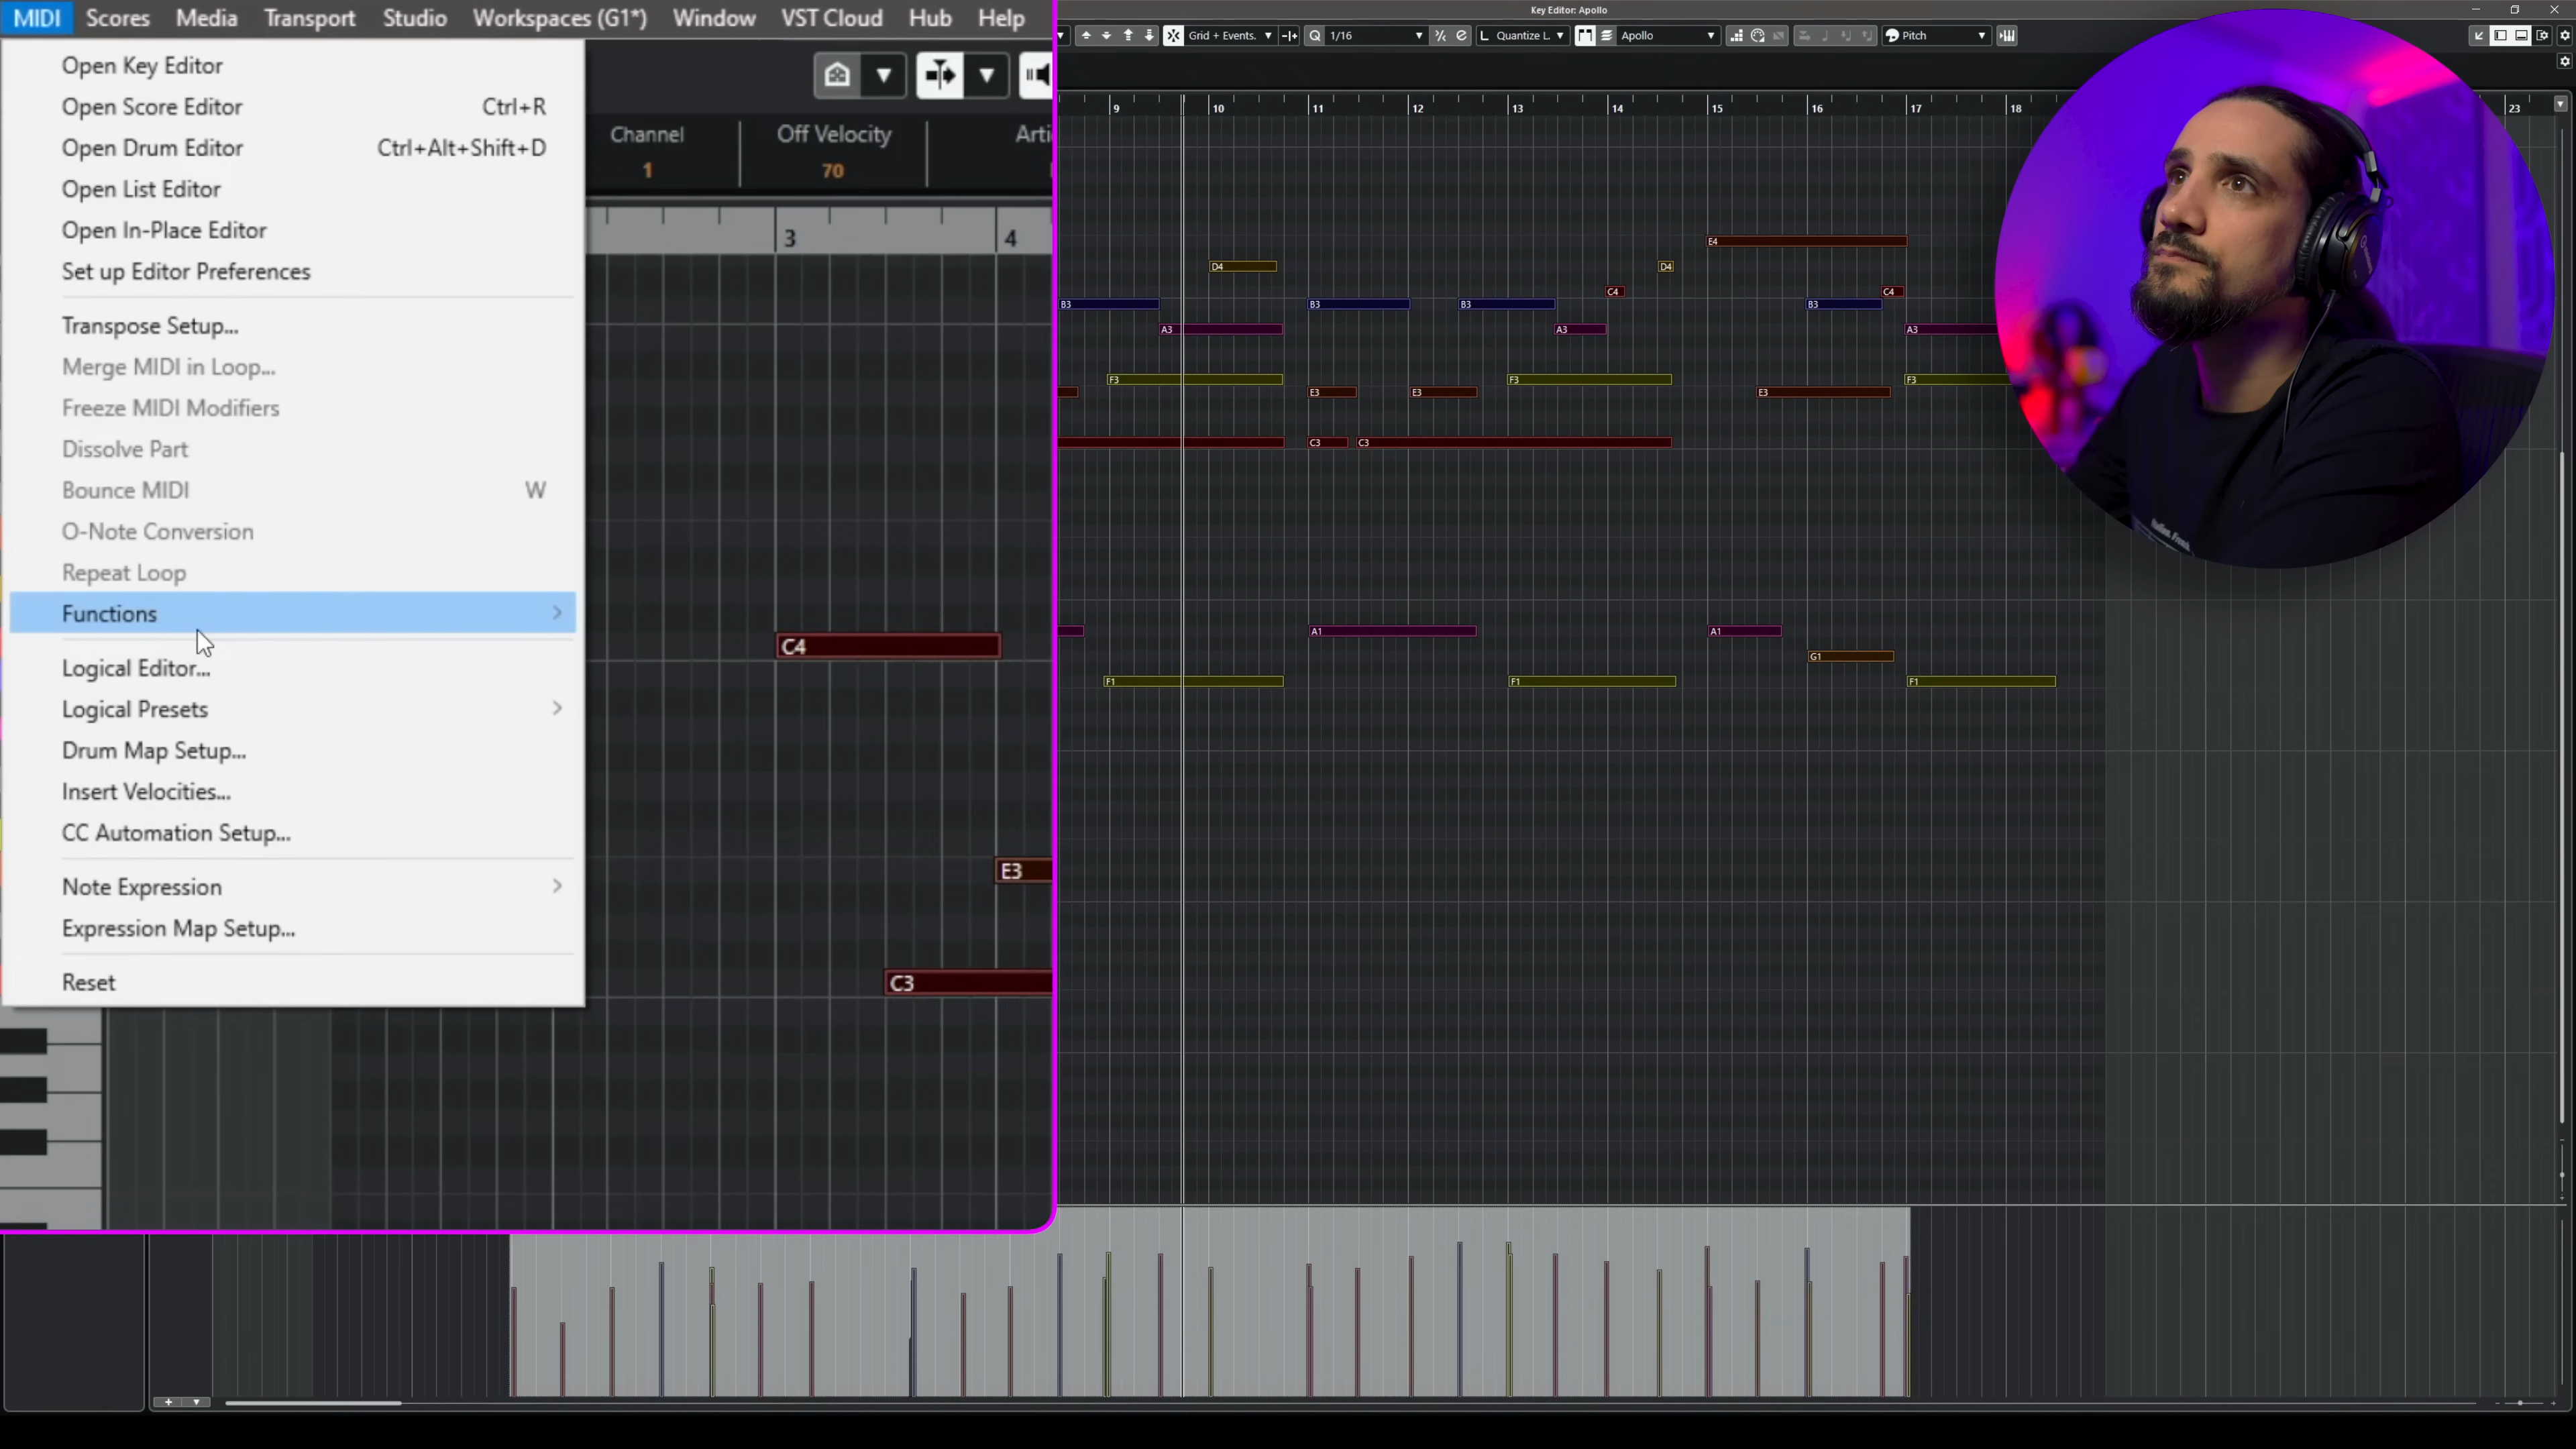 Key Editor: Apollo
MIDI Scores Media Transport Studio Workspaces (G1*) Window VST Cloud Hub Help
Grid + Events. Q 1/16 L Quantize L. Apollo Pitch
Open Key Editor
Open Score Editor Ctrl+R
Open Drum Editor Ctrl+Alt+Shift+D
Open List Editor
Open In-Place Editor
Set up Editor Preferences
Transpose Setup...
Merge MIDI in Loop...
Freeze MIDI Modifiers
Dissolve Part
Bounce MIDI W
O-Note Conversion
Repeat Loop
Functions
Logical Editor...
Logical Presets
Drum Map Setup...
Insert Velocities...
CC Automation Setup...
Note Expression
Expression Map Setup...
Reset
Channel Off Velocity Arti
1 70
3 4
C4
E3
C3
9 10 11 12 13 14 15 16 17 18 23
E4
D4 D4
C4 C4
B3 B3 B3 B3
A3 A3 A3
F3 F3 F3
E3 E3 E3
C3 C3
A1 A1
G1
F1 F1 F1